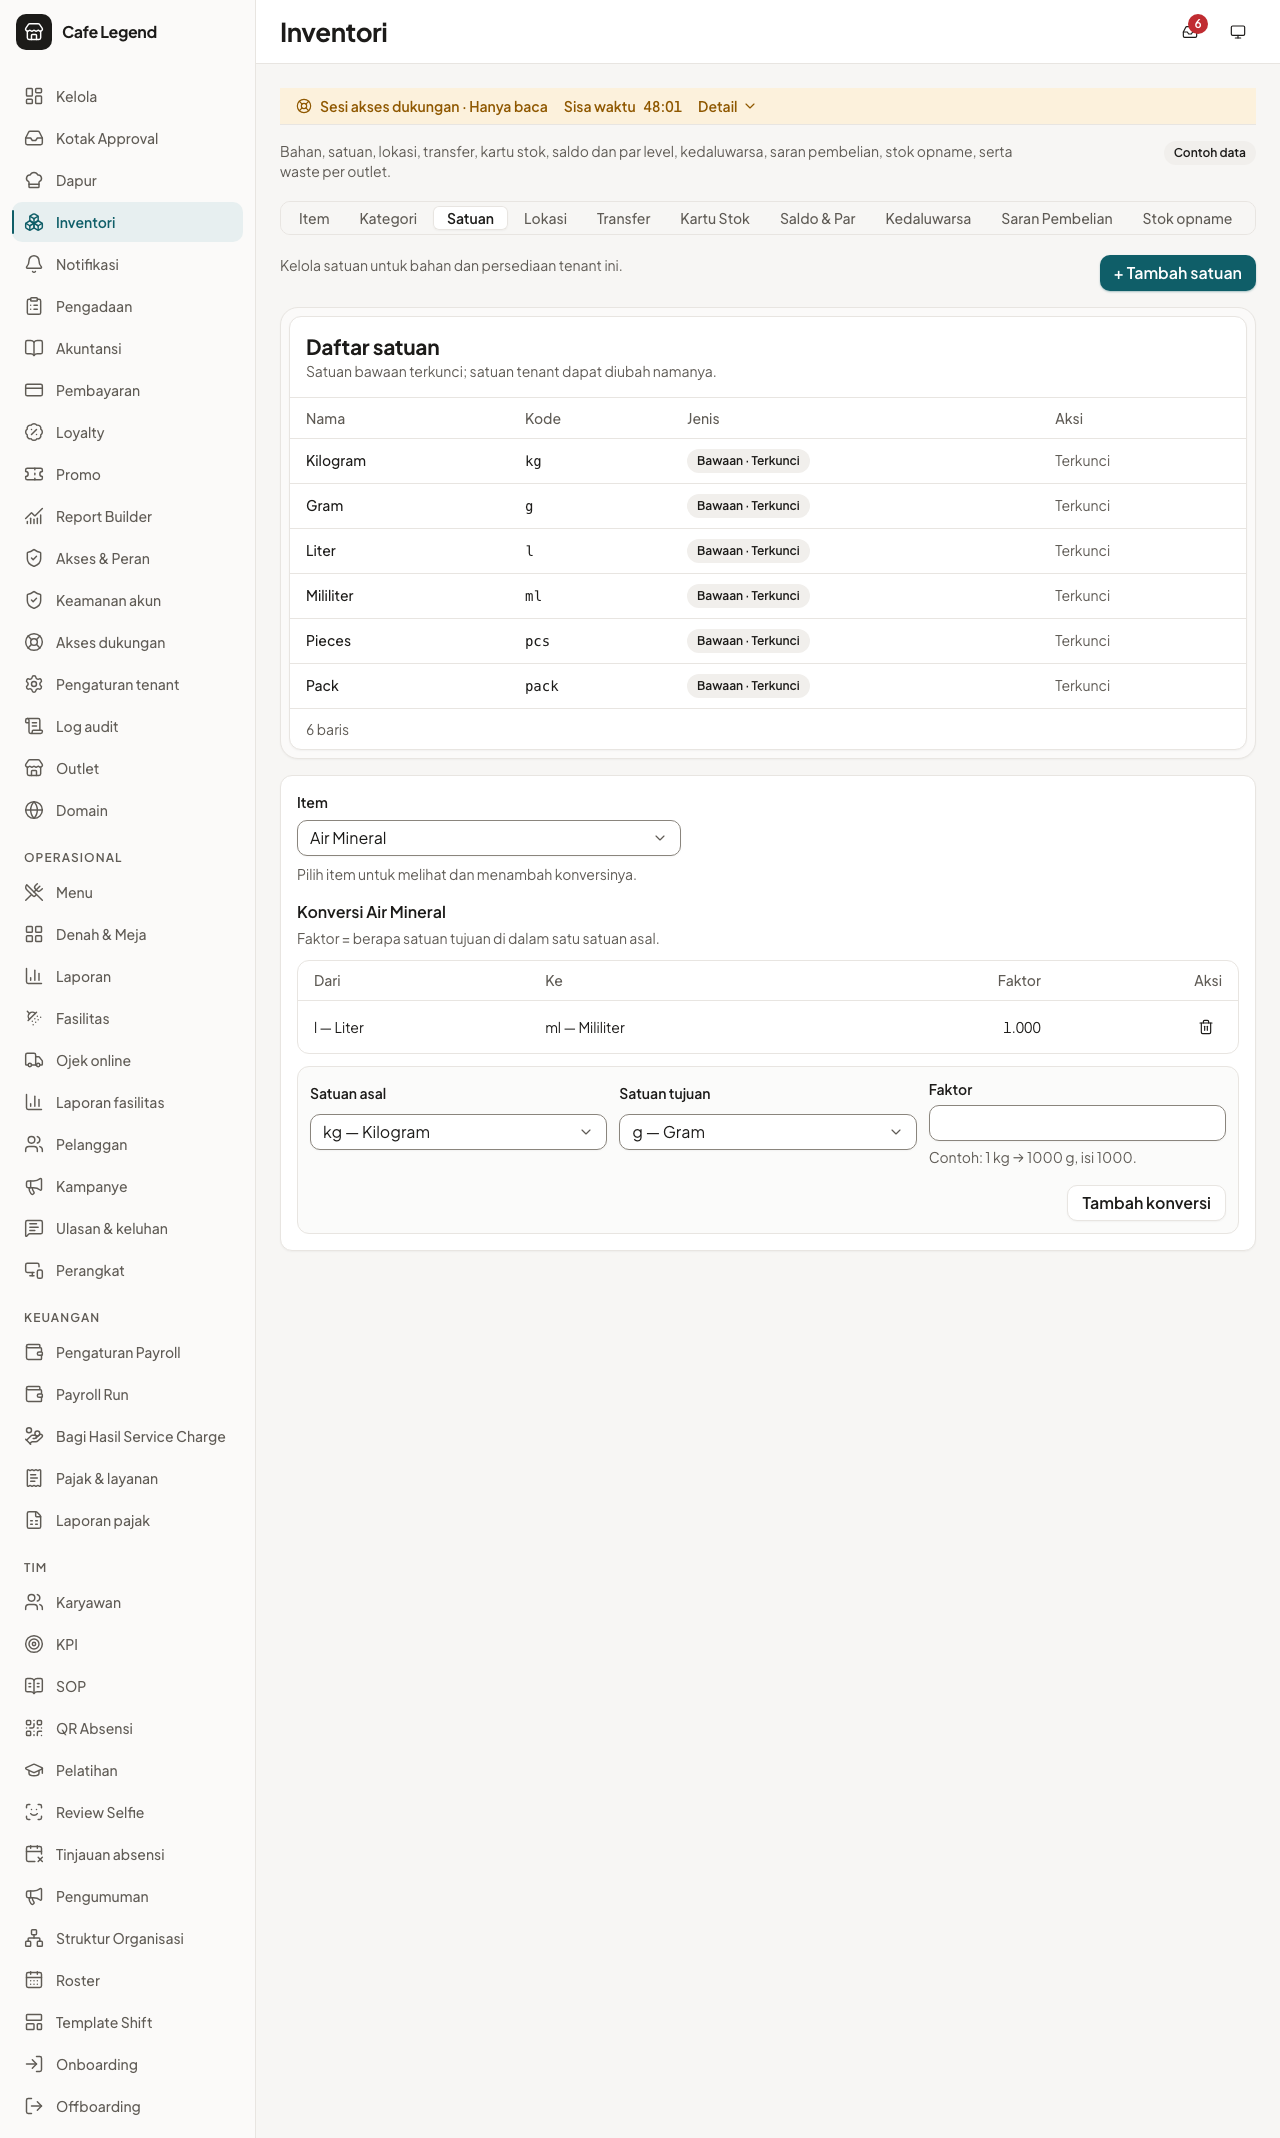 Cafe Legend
Kelola
Kotak Approval
Dapur
Inventori
Notifikasi
Pengadaan
Akuntansi
Pembayaran
Loyalty
Promo
Report Builder
Akses & Peran
Keamanan akun
Akses dukungan
Pengaturan tenant
Log audit
Outlet
Domain
OPERASIONAL
Menu
Denah & Meja
Laporan
Fasilitas
Ojek online
Laporan fasilitas
Pelanggan
Kampanye
Ulasan & keluhan
Perangkat
KEUANGAN
Pengaturan Payroll
Payroll Run
Bagi Hasil Service Charge
Pajak & layanan
Laporan pajak
TIM
Karyawan
KPI
SOP
QR Absensi
Pelatihan
Review Selfie
Tinjauan absensi
Pengumuman
Struktur Organisasi
Roster
Template Shift
Onboarding
Offboarding
Inventori
6
Sesi akses dukungan · Hanya baca Sisa waktu 48:01 Detail
Bahan, satuan, lokasi, transfer, kartu stok, saldo dan par level, kedaluwarsa, saran pembelian, stok opname, serta
waste per outlet.
Contoh data
Item Kategori Satuan Lokasi Transfer Kartu Stok Saldo & Par Kedaluwarsa Saran Pembelian Stok opname
Kelola satuan untuk bahan dan persediaan tenant ini.
+ Tambah satuan
Daftar satuan
Satuan bawaan terkunci; satuan tenant dapat diubah namanya.
Nama Kode Jenis Aksi
Kilogram kg Bawaan · Terkunci Terkunci
Gram g Bawaan · Terkunci Terkunci
Liter l Bawaan · Terkunci Terkunci
Mililiter ml Bawaan · Terkunci Terkunci
Pieces pcs Bawaan · Terkunci Terkunci
Pack pack Bawaan · Terkunci Terkunci
6 baris
Item
Air Mineral
Pilih item untuk melihat dan menambah konversinya.
Konversi Air Mineral
Faktor = berapa satuan tujuan di dalam satu satuan asal.
Dari Ke Faktor Aksi
l — Liter ml — Mililiter 1.000
Satuan asal Satuan tujuan Faktor
kg — Kilogram g — Gram
Contoh: 1 kg → 1000 g, isi 1000.
Tambah konversi